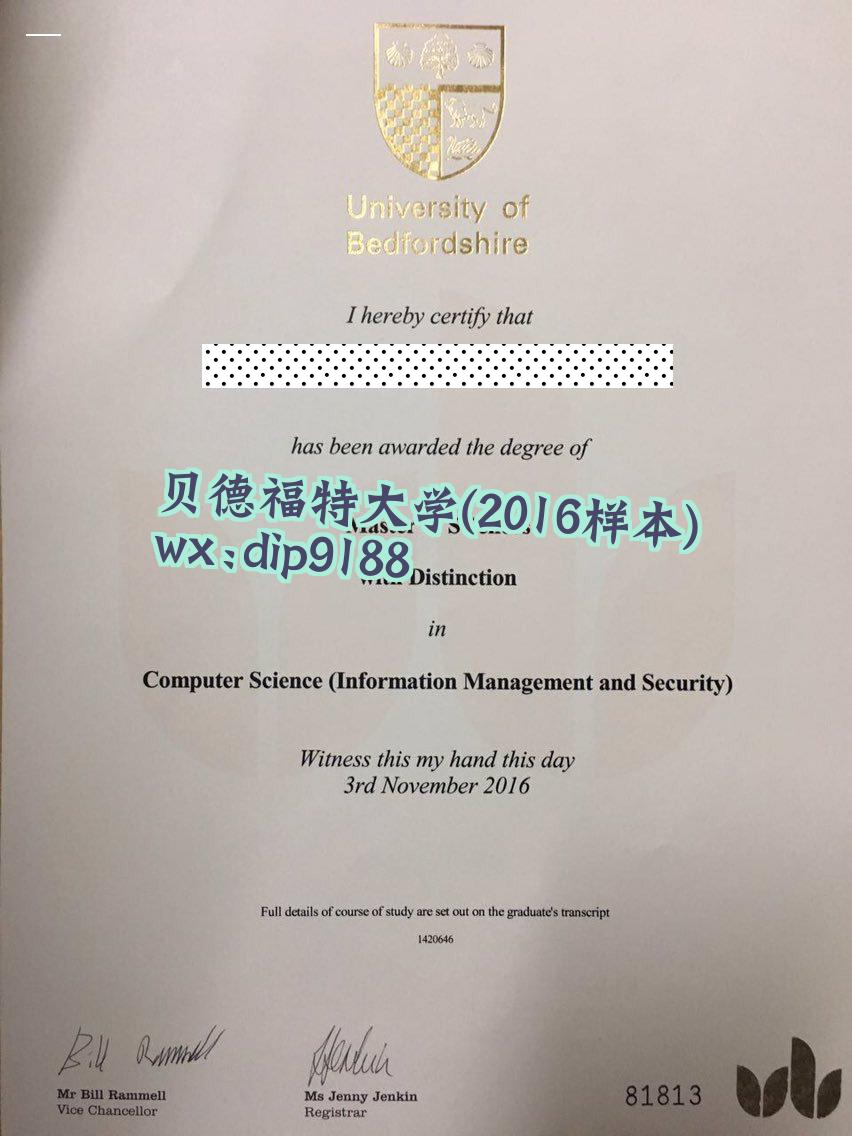 University of
Bedfordshire
I hereby certify that
has been awarded the degree of
贝德福特大学(2016样本)
wx:dip9188
with Distinction
in
Computer Science (Information Management and Security)
Witness this my hand this day
3rd November 2016
Full details of course of study are set out on the graduate's transcript
1420646
Bill Rammell
Mr Bill Rammell
Vice Chancellor
Ms Jenny Jenkin
Registrar
81813